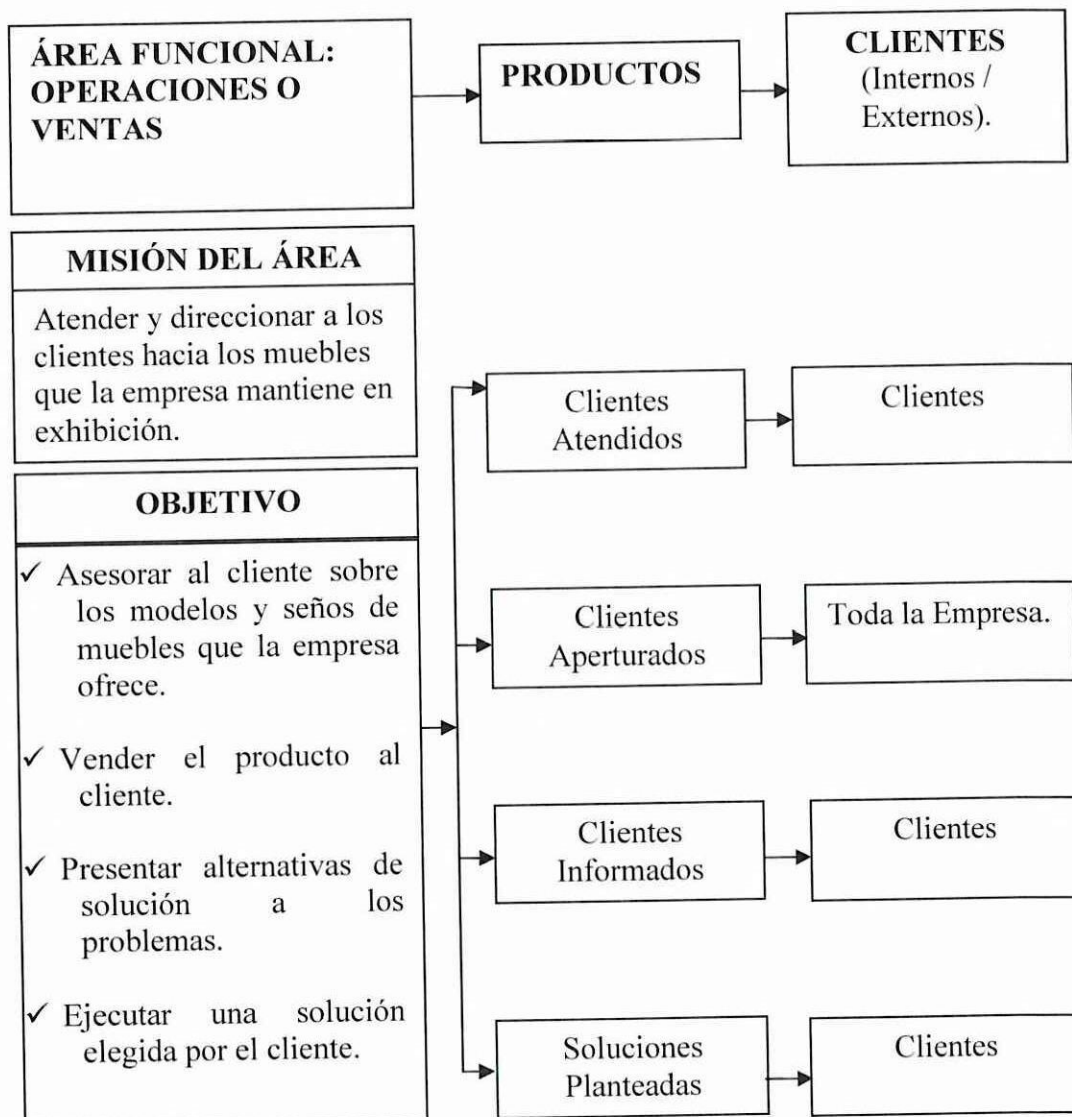 ÁREA FUNCIONAL:
OPERACIONES O
VENTAS
PRODUCTOS
CLIENTES
(Internos /
Externos).
MISIÓN DEL ÁREA
Atender y direccionar a los
clientes hacia los muebles
que la empresa mantiene en
exhibición.
OBJETIVO
✓ Asesorar al cliente sobre
los modelos y seños de
muebles que la empresa
ofrece.
✓ Vender el producto al
cliente.
✓ Presentar alternativas de
solución a los
problemas.
✓ Ejecutar una solución
elegida por el cliente.
Clientes
Atendidos
Clientes
Clientes
Aperturados
Toda la Empresa.
Clientes
Informados
Clientes
Soluciones
Planteadas
Clientes